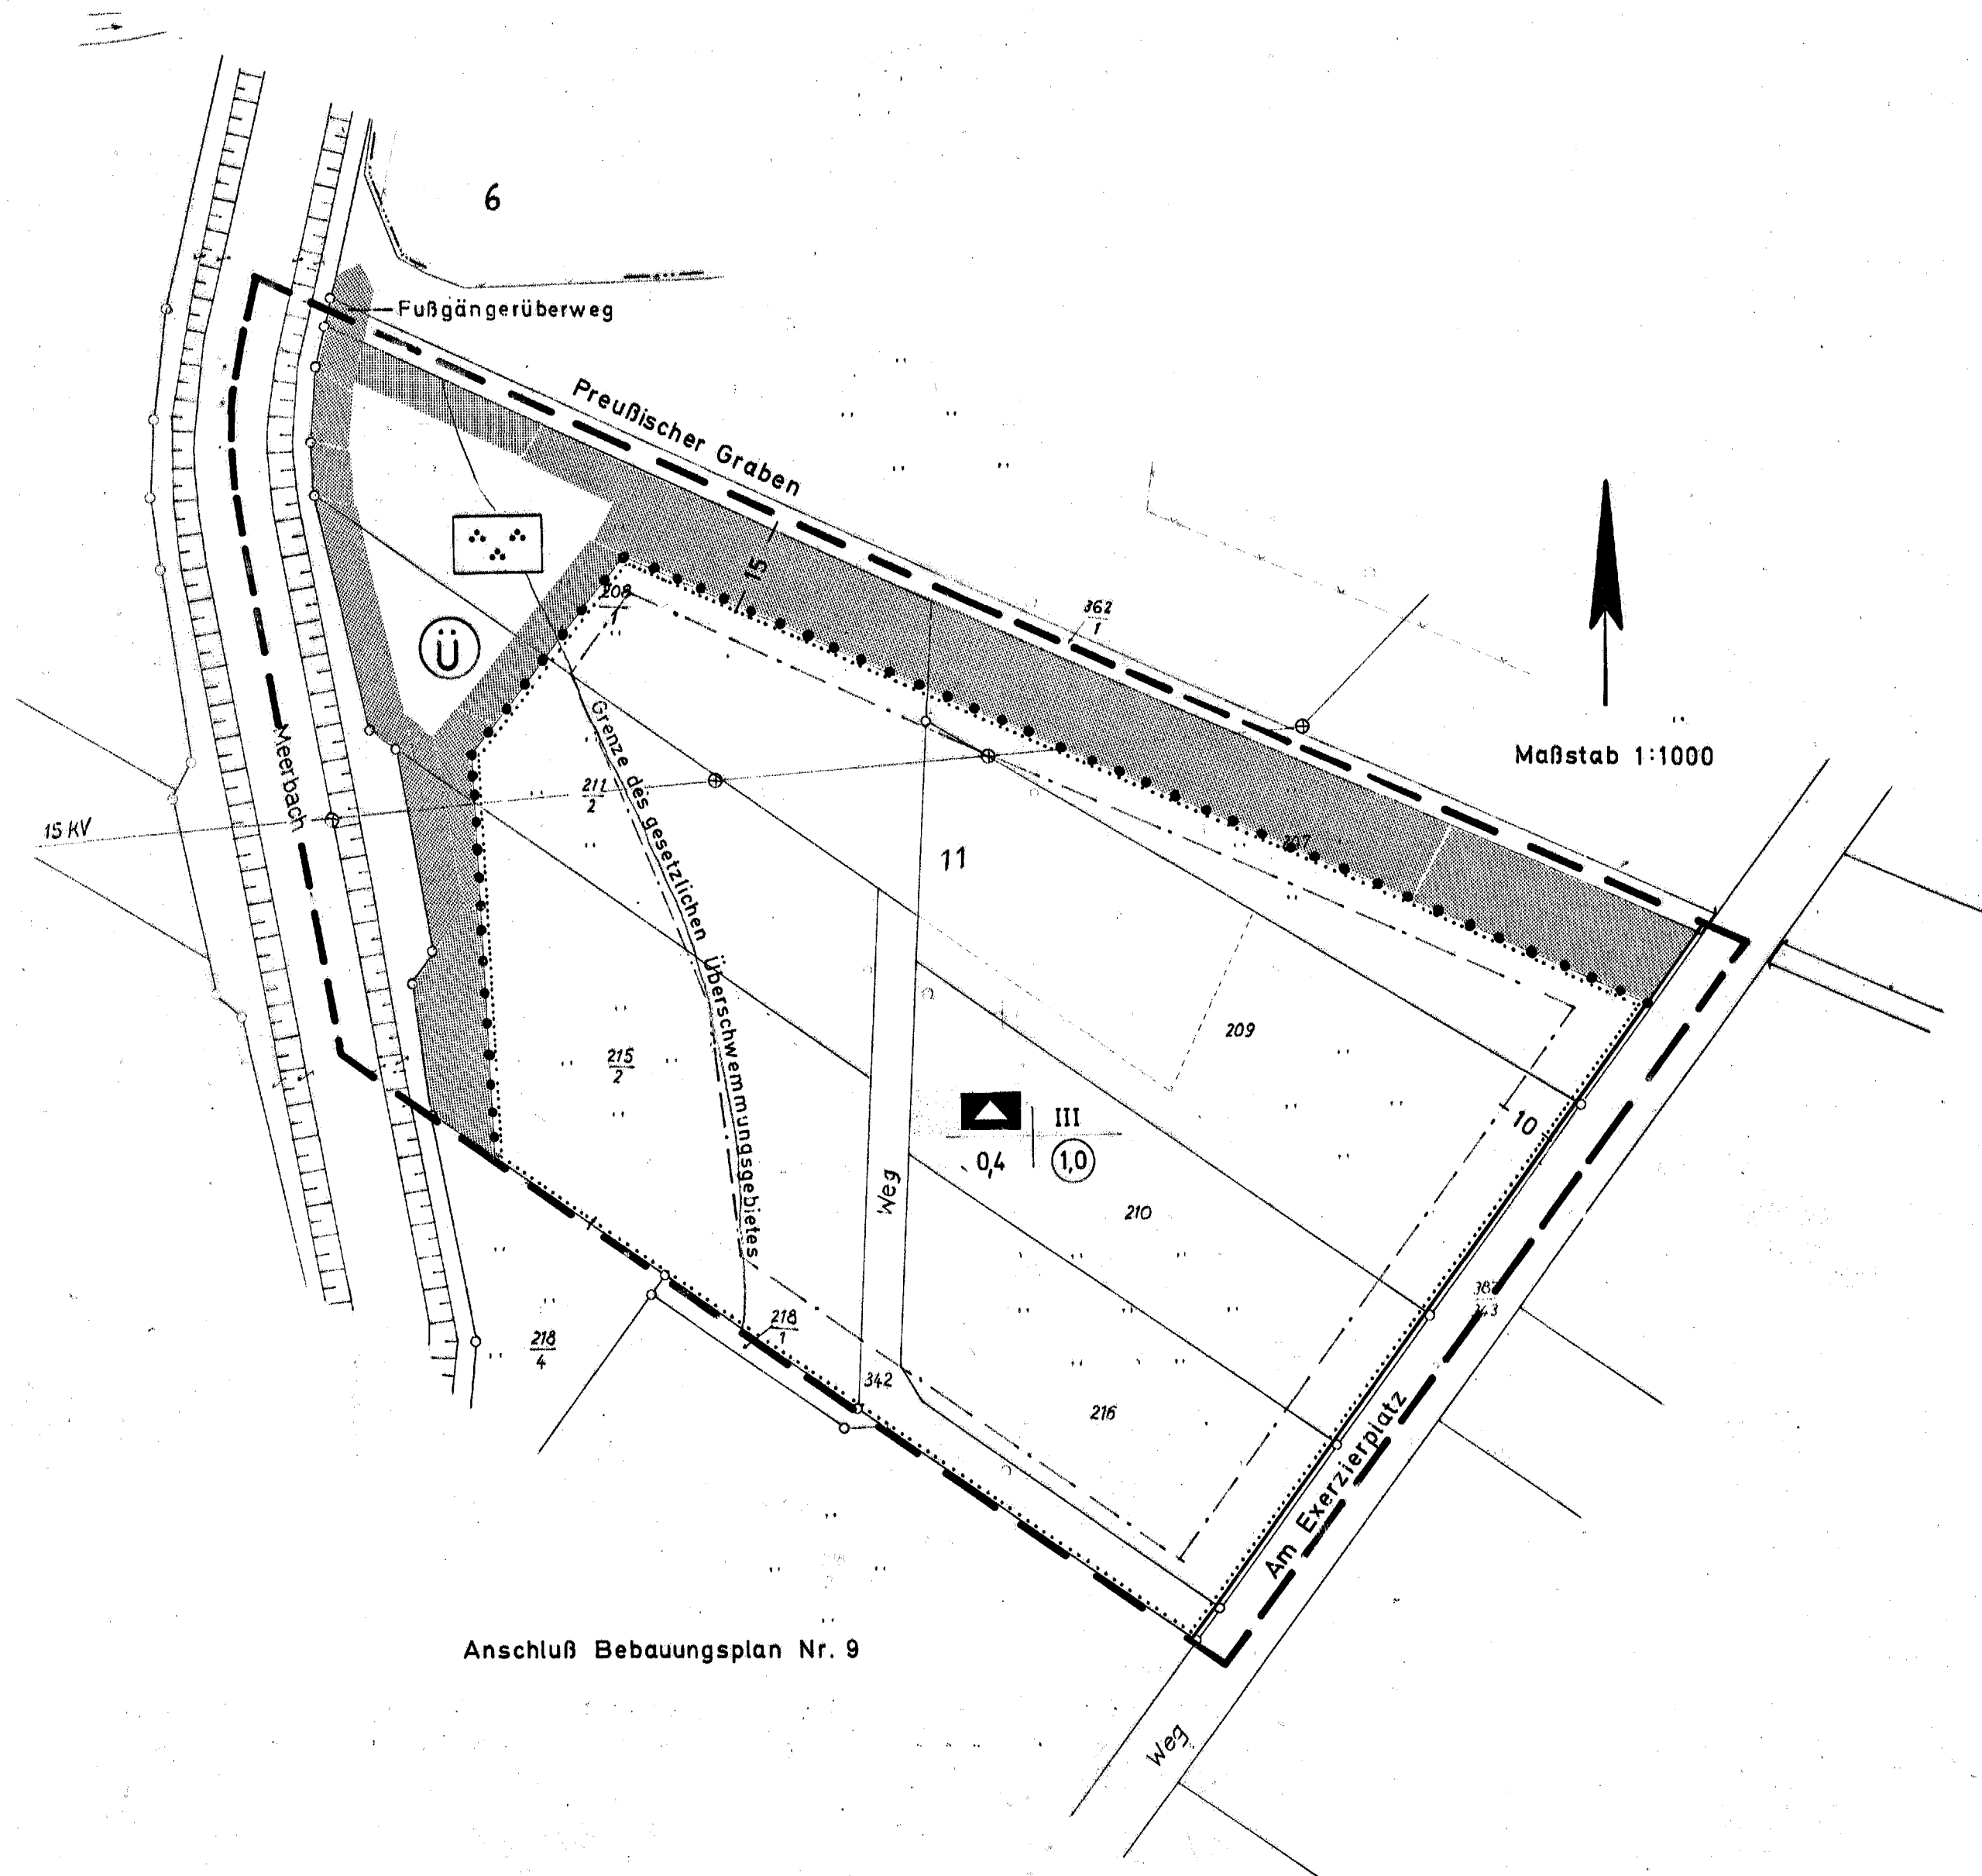 6
Fußgängerüberweg
Preußischer Graben
15
208
1
Ü
362
1
Maßstab 1:1000
Meerbach
15 KV
211
2
Grenze des gesetzlichen Überschwemmungsgebietes
11
307
209
215
2
III
0,4
1,0
10
Weg
210
218
1
218
4
342
216
Am Exerzierplatz
Anschluß Bebauungsplan Nr. 9
Weg